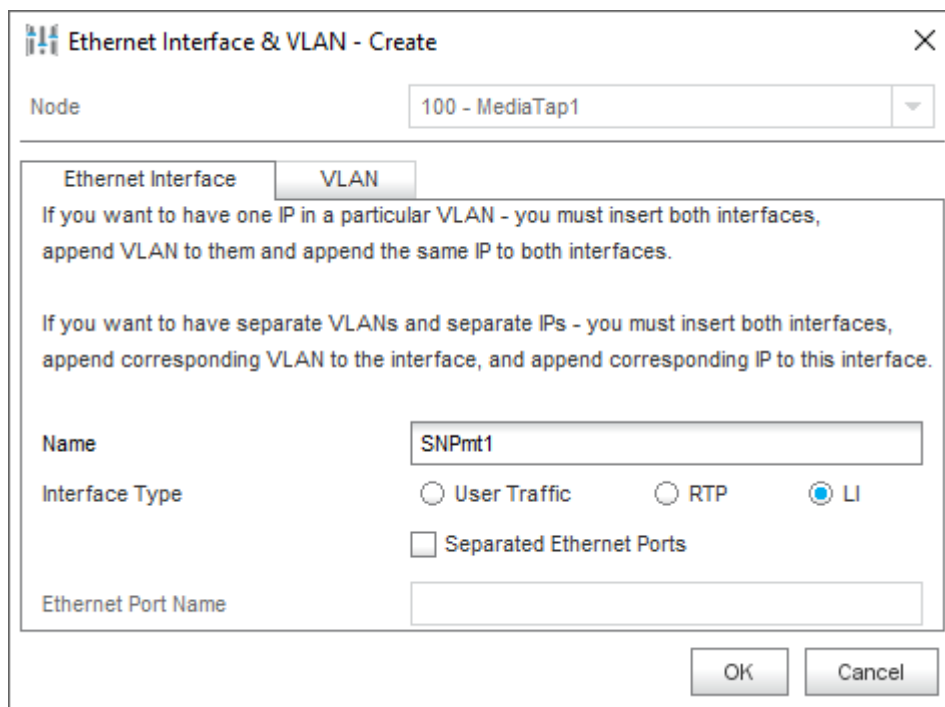 Ethernet Interface & VLAN - Create
Node 100 - MediaTap1
Ethernet Interface VLAN
If you want to have one IP in a particular VLAN - you must insert both interfaces,
append VLAN to them and append the same IP to both interfaces.
If you want to have separate VLANs and separate IPs - you must insert both interfaces,
append corresponding VLAN to the interface, and append corresponding IP to this interface.
Name SNPmt1
Interface Type User Traffic RTP LI
Separated Ethernet Ports
Ethernet Port Name
OK Cancel